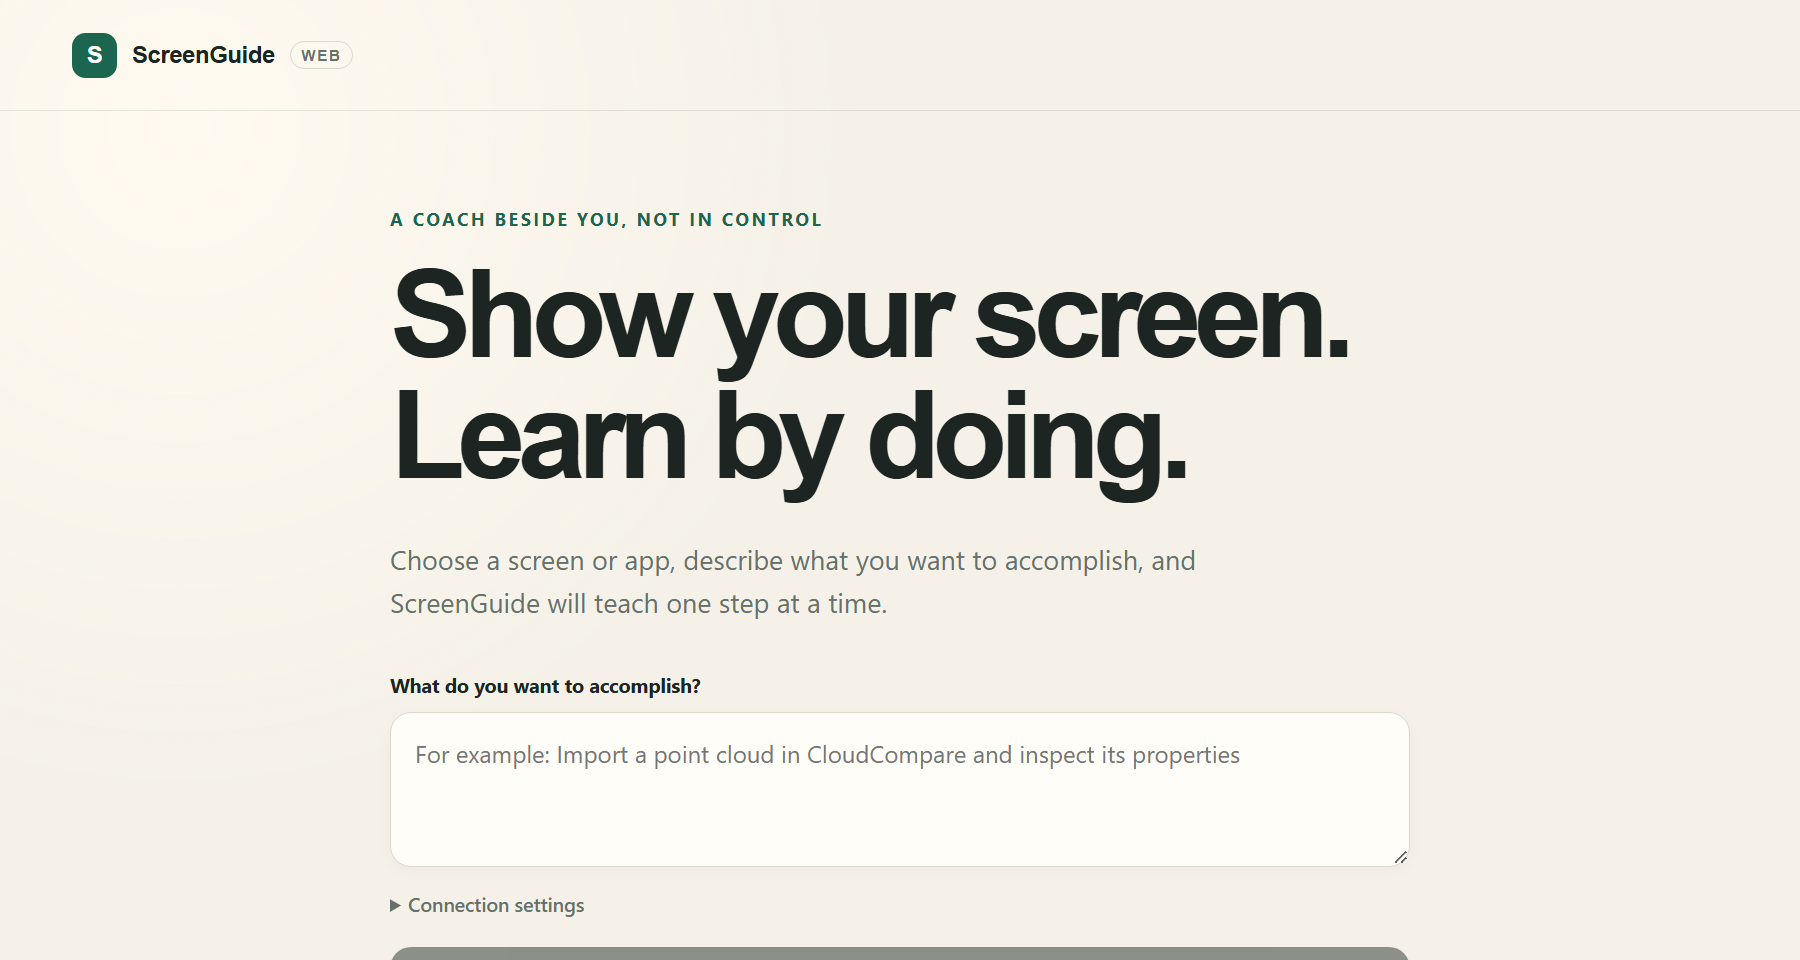 S ScreenGuide WEB
A COACH BESIDE YOU, NOT IN CONTROL
Show your screen.
Learn by doing.
Choose a screen or app, describe what you want to accomplish, and
ScreenGuide will teach one step at a time.
What do you want to accomplish?
For example: Import a point cloud in CloudCompare and inspect its properties
Connection settings